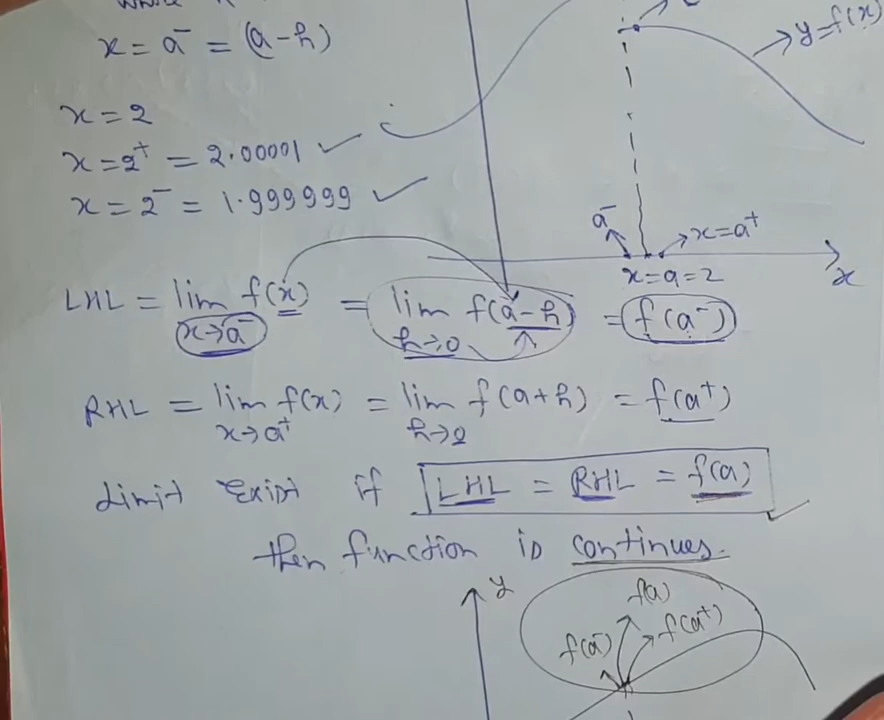 x = a⁻ = (a-h)
y=f(x)
x = 2
x = 2⁺ = 2.00001 ✓
x = 2⁻ = 1.999999 ✓
a⁻
x=a⁺
x=a=2
x
LHL = lim f(x) = lim f(a-h) = f(a⁻)
x→a⁻ h→0
RHL = lim f(x) = lim f(a+h) = f(a⁺)
x→a⁺ h→0
Limit Exist if LHL = RHL = f(a)
then function is continues.
y
f(a)
f(a⁻) f(a⁺)